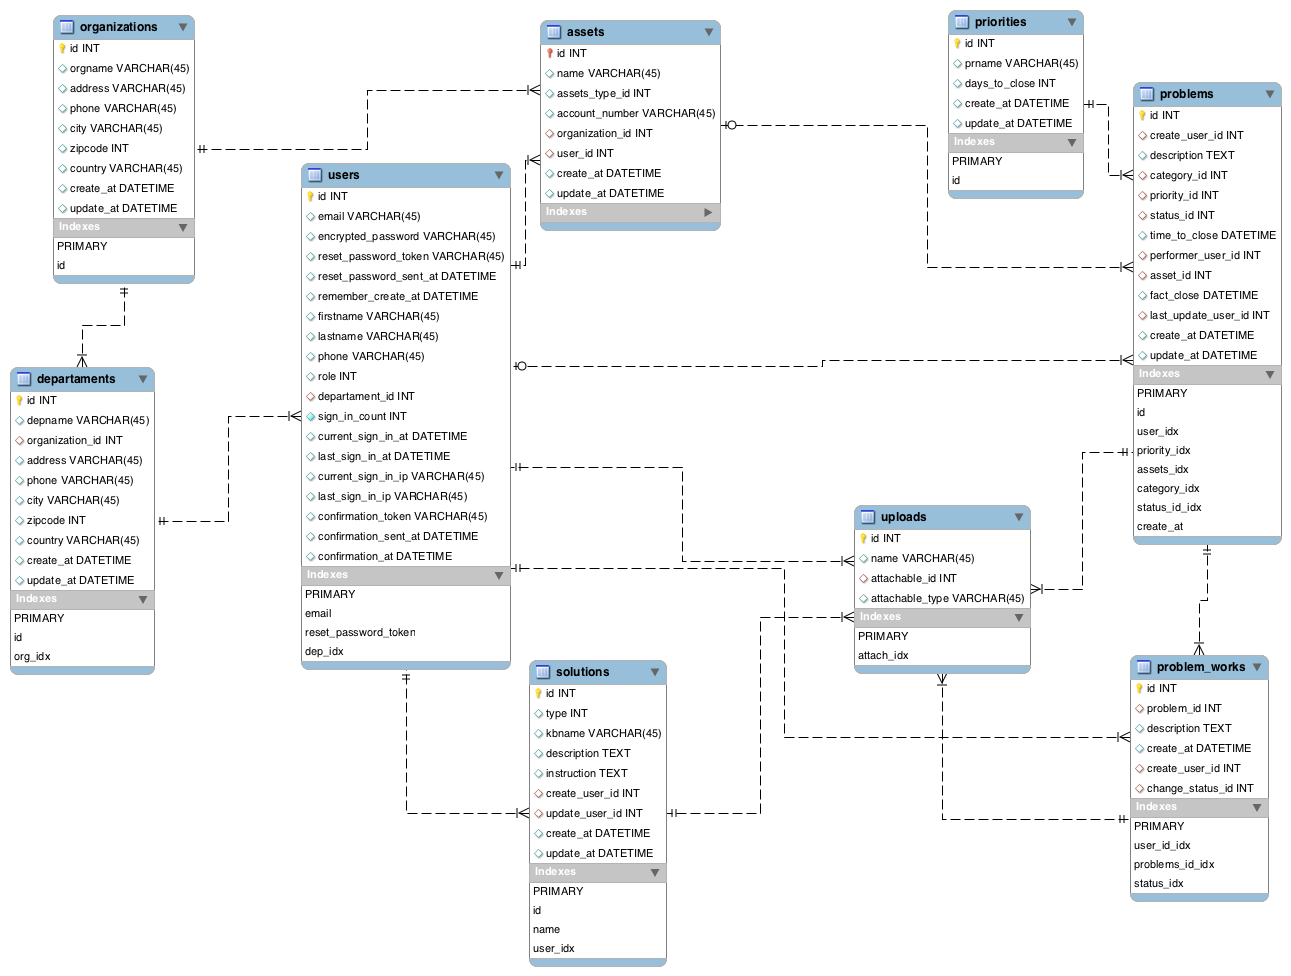 organizations
id INT
orgname VARCHAR(45)
address VARCHAR(45)
phone VARCHAR(45)
city VARCHAR(45)
zipcode INT
country VARCHAR(45)
create_at DATETIME
update_at DATETIME
Indexes
PRIMARY
id
departaments
id INT
depname VARCHAR(45)
organization_id INT
address VARCHAR(45)
phone VARCHAR(45)
city VARCHAR(45)
zipcode INT
country VARCHAR(45)
create_at DATETIME
update_at DATETIME
Indexes
PRIMARY
id
org_idx
users
id INT
email VARCHAR(45)
encrypted_password VARCHAR(45)
reset_password_token VARCHAR(45)
reset_password_sent_at DATETIME
remember_create_at DATETIME
firstname VARCHAR(45)
lastname VARCHAR(45)
phone VARCHAR(45)
role INT
departament_id INT
sign_in_count INT
current_sign_in_at DATETIME
last_sign_in_at DATETIME
current_sign_in_ip VARCHAR(45)
last_sign_in_ip VARCHAR(45)
confirmation_token VARCHAR(45)
confirmation_sent_at DATETIME
confirmation_at DATETIME
Indexes
PRIMARY
email
reset_password_token
dep_idx
assets
id INT
name VARCHAR(45)
assets_type_id INT
account_number VARCHAR(45)
organization_id INT
user_id INT
create_at DATETIME
update_at DATETIME
Indexes
solutions
id INT
type INT
kbname VARCHAR(45)
description TEXT
instruction TEXT
create_user_id INT
update_user_id INT
create_at DATETIME
update_at DATETIME
Indexes
PRIMARY
id
name
user_idx
priorities
id INT
prname VARCHAR(45)
days_to_close INT
create_at DATETIME
update_at DATETIME
Indexes
PRIMARY
id
uploads
id INT
name VARCHAR(45)
attachable_id INT
attachable_type VARCHAR(45)
Indexes
PRIMARY
attach_idx
problems
id INT
create_user_id INT
description TEXT
category_id INT
priority_id INT
status_id INT
time_to_close DATETIME
performer_user_id INT
asset_id INT
fact_close DATETIME
last_update_user_id INT
create_at DATETIME
update_at DATETIME
Indexes
PRIMARY
id
user_idx
priority_idx
assets_idx
category_idx
status_id_idx
create_at
problem_works
id INT
problem_id INT
description TEXT
create_at DATETIME
create_user_id INT
change_status_id INT
Indexes
PRIMARY
user_id_idx
problems_id_idx
status_idx